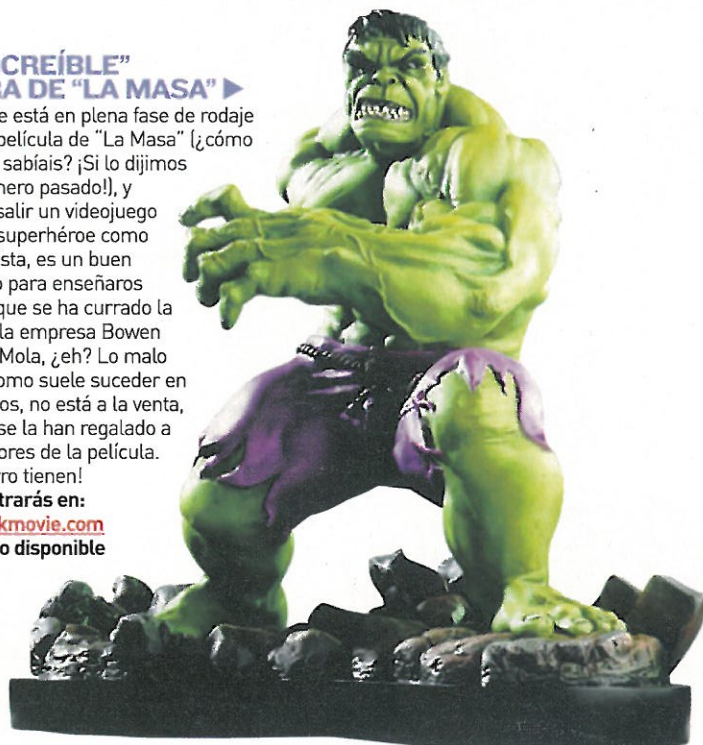 CREÍBLE"
RA DE "LA MASA" ▶
e está en plena fase de rodaje
película de "La Masa" (¿cómo
sabíais? ¡Si lo dijimos
nero pasado!), y
salir un videojuego
superhéroe como
sta, es un buen
o para enseñaros
que se ha currado la
la empresa Bowen
Mola, ¿eh? Lo malo
omo suele suceder en
os, no está a la venta,
se la han regalado a
ores de la película.
rro tienen!
trarás en:
kmovie.com
o disponible